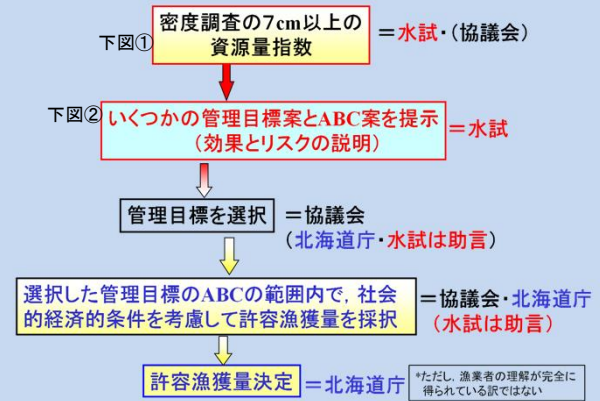 下図①
密度調査の7cm以上の
資源量指数
＝水試・（協議会）
下図②
いくつかの管理目標案とABC案を提示
（効果とリスクの説明）
＝水試
管理目標を選択
＝協議会
（北海道庁・水試は助言）
選択した管理目標のABCの範囲内で，社会
的経済的条件を考慮して許容漁獲量を採択
＝協議会・北海道庁
（水試は助言）
許容漁獲量決定
＝北海道庁
*ただし，漁業者の理解が完全に
得られている訳ではない